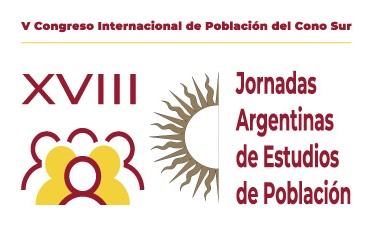 V Congreso Internacional de Población del Cono Sur
XVIII
Jornadas
Argentinas
de Estudios
de Población